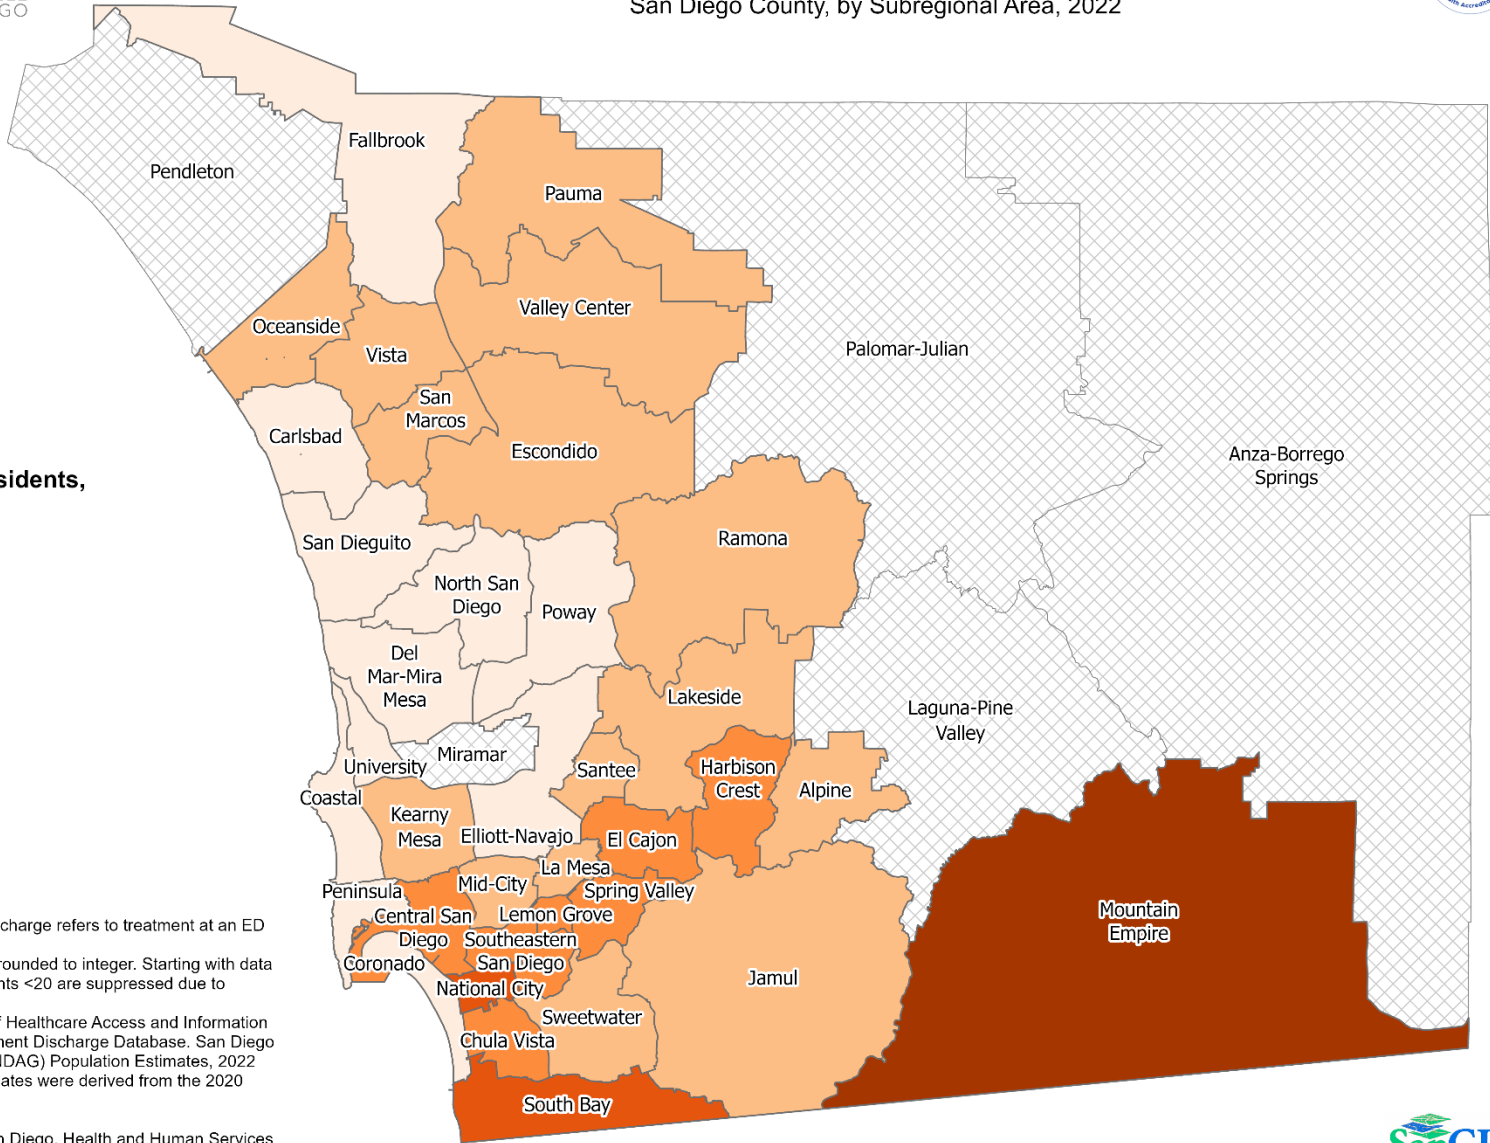 GO
San Diego County, by Subregional Area, 2022
Fallbrook
Pendleton
Pauma
Valley Center
Oceanside
Vista
Palomar-Julian
San
Marcos
Carlsbad
Escondido
Anza-Borrego
Springs
sidents,
San Dieguito
Ramona
North San
Diego
Poway
Del
Mar-Mira
Mesa
Lakeside
Laguna-Pine
Valley
Miramar
University
Santee
Harbison
Crest
Alpine
Coastal
Kearny
Mesa
Elliott-Navajo
El Cajon
La Mesa
Peninsula
Mid-City
Spring Valley
Central San
Diego
Lemon Grove
Mountain
Empire
Southeastern
San Diego
Coronado
National City
Jamul
Sweetwater
Chula Vista
South Bay
charge refers to treatment at an ED
rounded to integer. Starting with data
nts <20 are suppressed due to
f Healthcare Access and Information
ment Discharge Database. San Diego
NDAG) Population Estimates, 2022
ates were derived from the 2020
n Diego, Health and Human Services